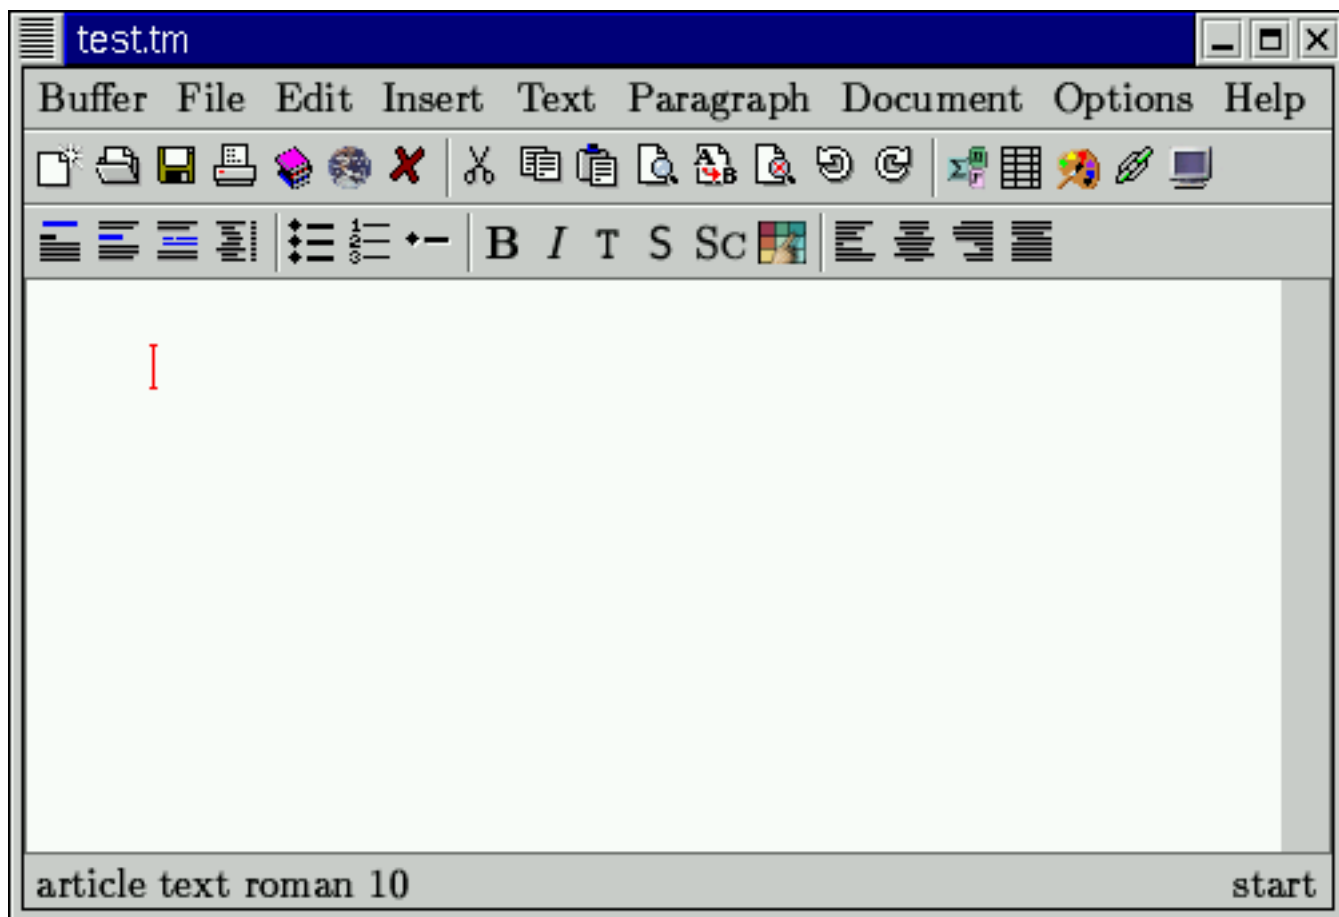 test.tm
Buffer File Edit Insert Text Paragraph Document Options Help
B I T S SC
article text roman 10 start